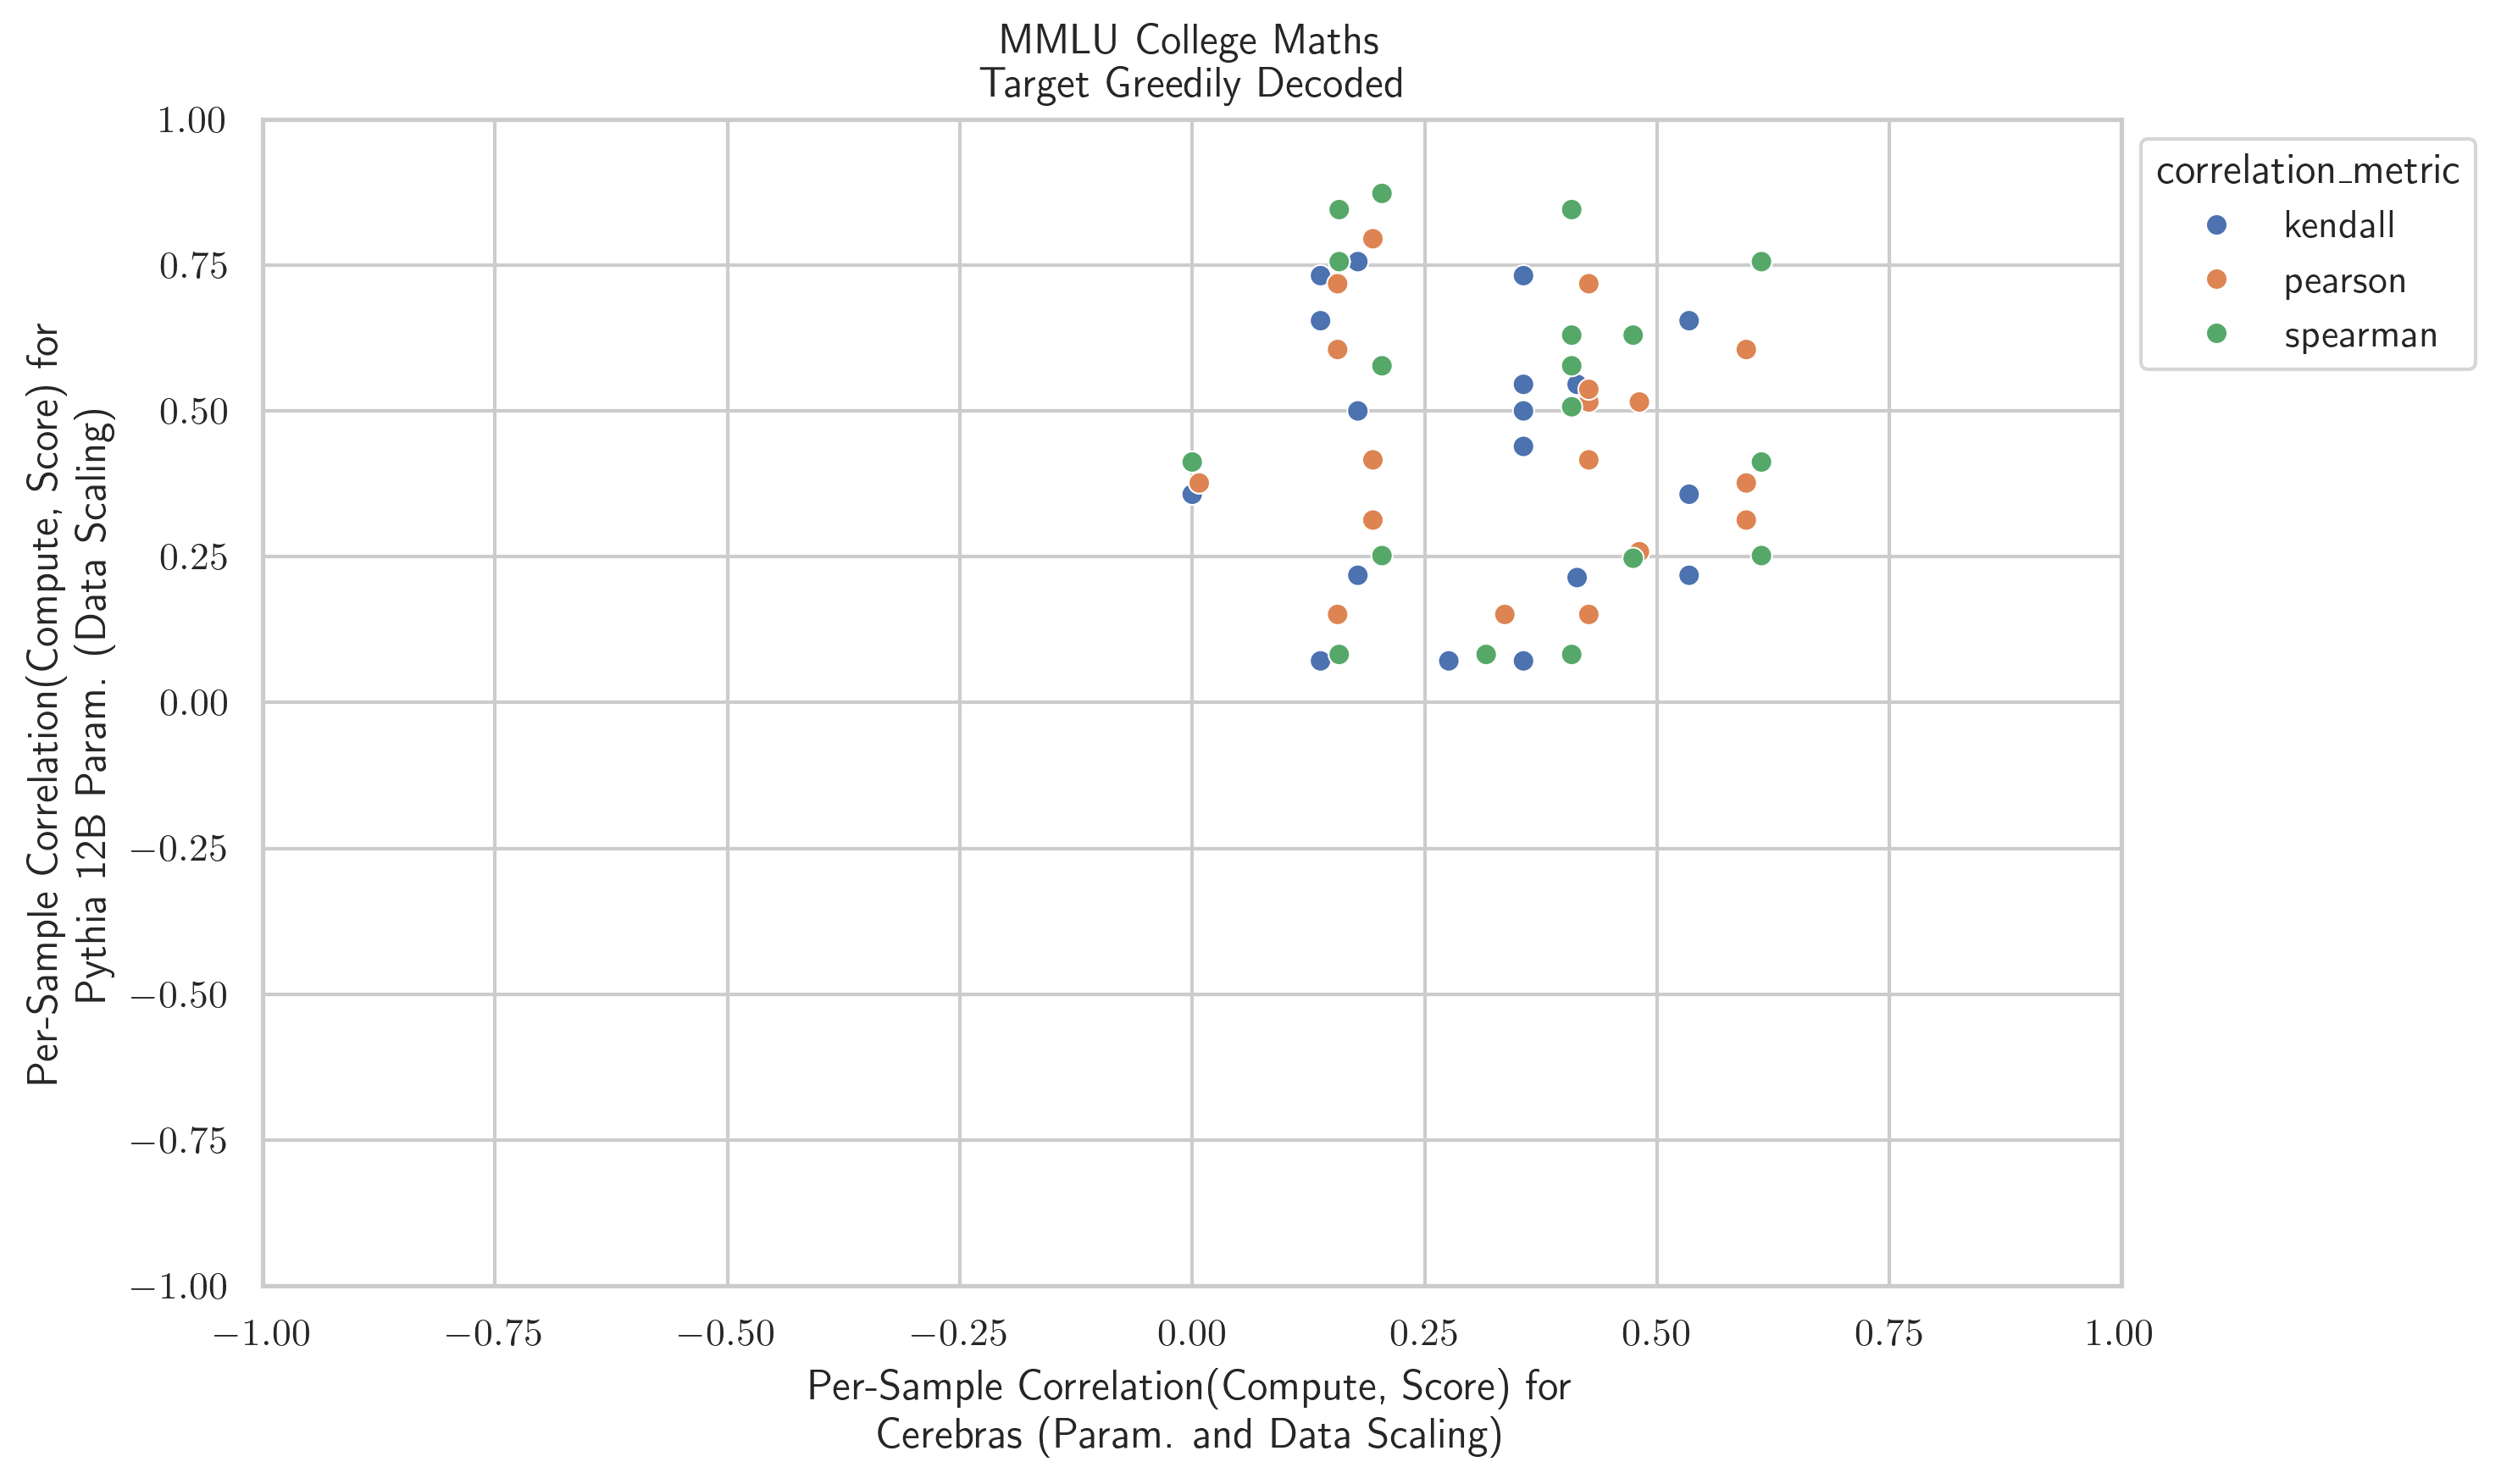 MMLU College Maths
Target Greedily Decoded
Per-Sample Correlation(Compute, Score) for
Pythia 12B Param. (Data Scaling)
1.00
0.75
0.50
0.25
0.00
−0.25
−0.50
−0.75
−1.00
correlation_metric
kendall
pearson
spearman
−1.00 −0.75 −0.50 −0.25 0.00 0.25 0.50 0.75 1.00
Per-Sample Correlation(Compute, Score) for
Cerebras (Param. and Data Scaling)